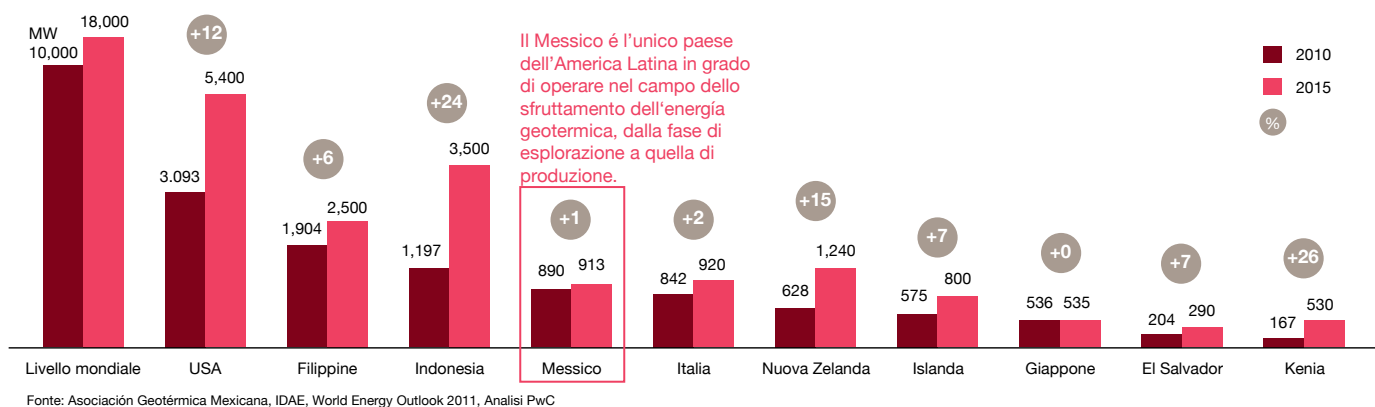 MW
10,000
18,000
+12
3.093
5,400
+6
1,904
2,500
+24
1,197
3,500
Il Messico é l’unico paese
dell’America Latina in grado
di operare nel campo dello
sfruttamento dell‘energía
geotermica, dalla fase di
esplorazione a quella di
produzione.
+1
890
913
+2
842
920
+15
628
1,240
+7
575
800
+0
536
535
+7
204
290
+26
167
530
2010
2015
%
Livello mondiale
USA
Filippine
Indonesia
Messico
Italia
Nuova Zelanda
Islanda
Giappone
El Salvador
Kenia
Fonte: Asociación Geotérmica Mexicana, IDAE, World Energy Outlook 2011, Analisi PwC